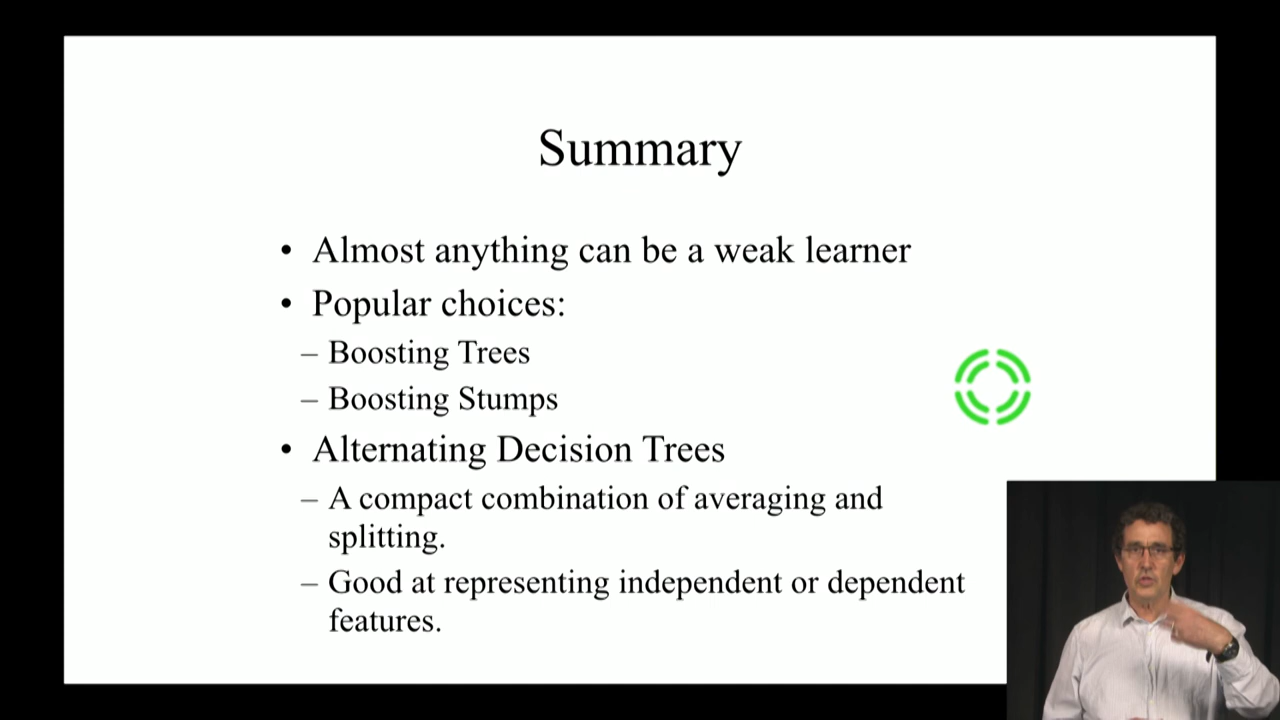 Summary
• Almost anything can be a weak learner
• Popular choices:
– Boosting Trees
– Boosting Stumps
• Alternating Decision Trees
– A compact combination of averaging and
splitting.
– Good at representing independent or dependent
features.